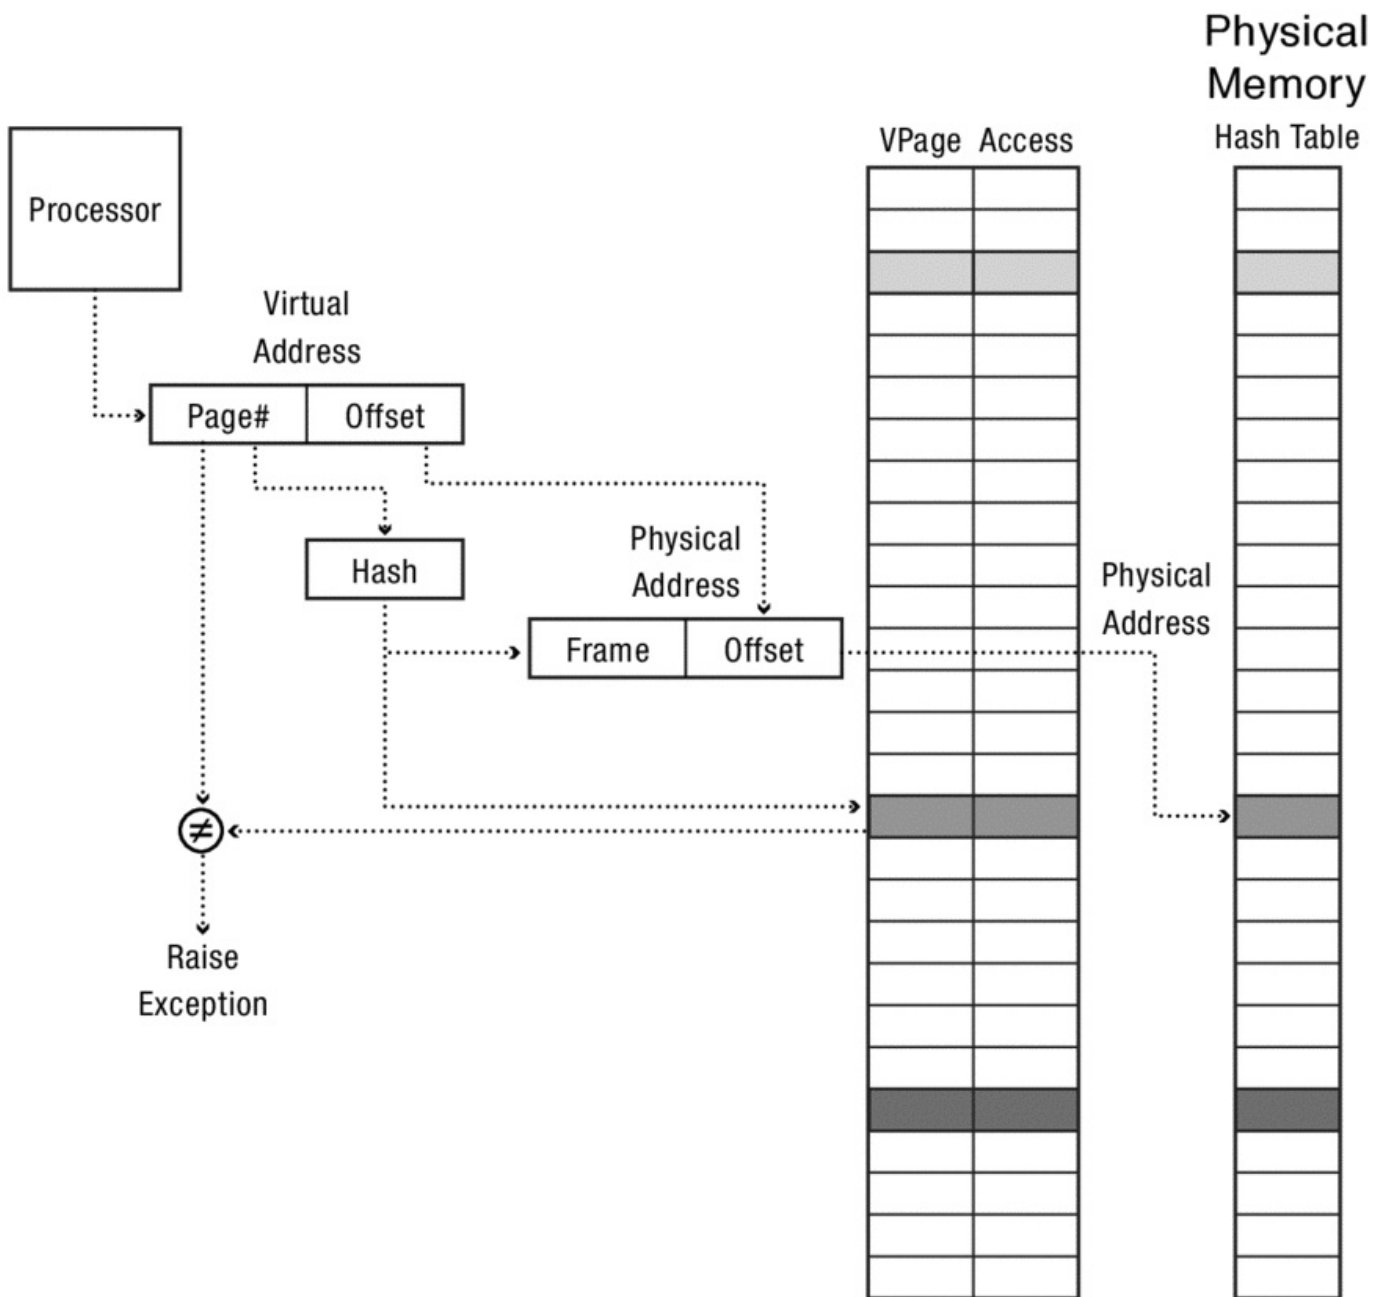 Physical
Memory
VPage Access
Hash Table
Processor
Virtual
Address
Page# Offset
Hash
Physical
Address
Frame Offset
Physical
Address
≠
Raise
Exception